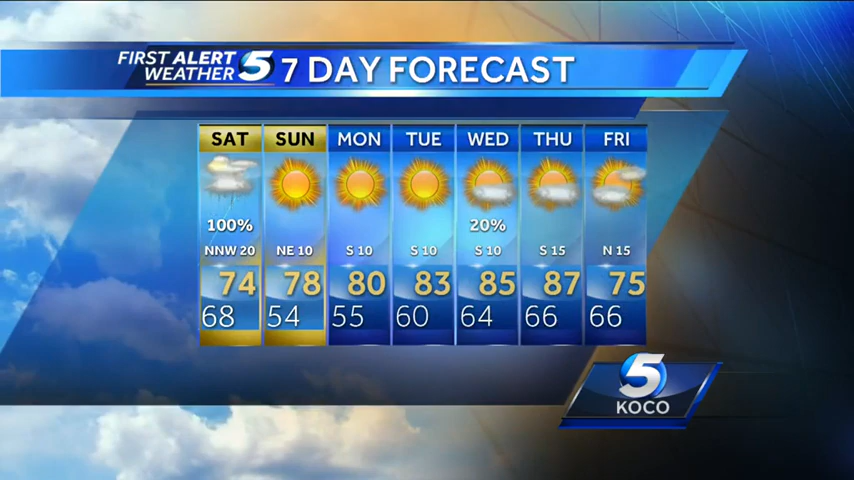 FIRST ALERT
WEATHER 5
7 DAY FORECAST
SAT SUN MON TUE WED THU FRI
100% 20%
NNW 20 NE 10 S 10 S 10 S 10 S 15 N 15
74 78 80 83 85 87 75
68 54 55 60 64 66 66
5
KOCO